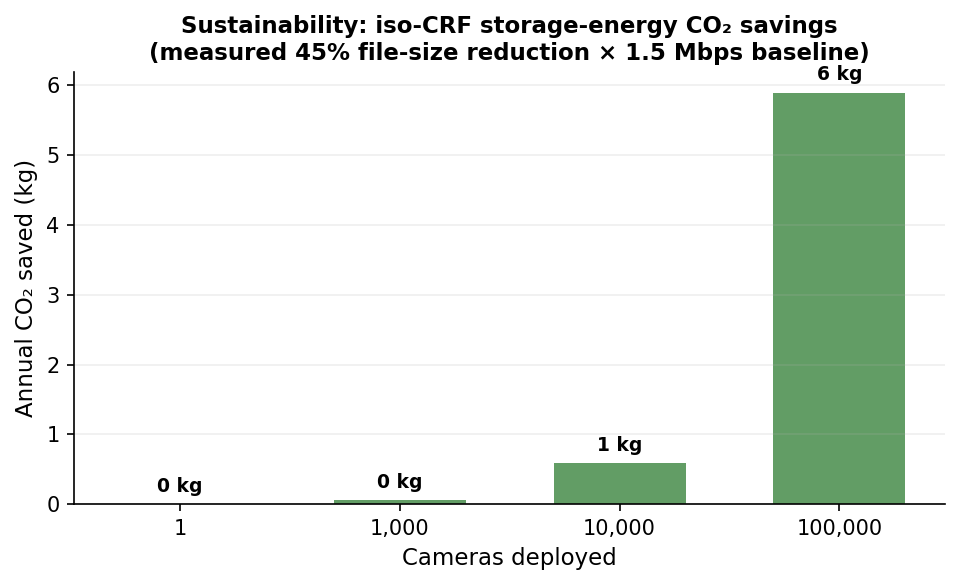 Sustainability: iso-CRF storage-energy CO₂ savings
(measured 45% file-size reduction × 1.5 Mbps baseline)
Annual CO₂ saved (kg)
6
5
4
3
2
1
0
0 kg
0 kg
1 kg
6 kg
1
1,000
10,000
100,000
Cameras deployed